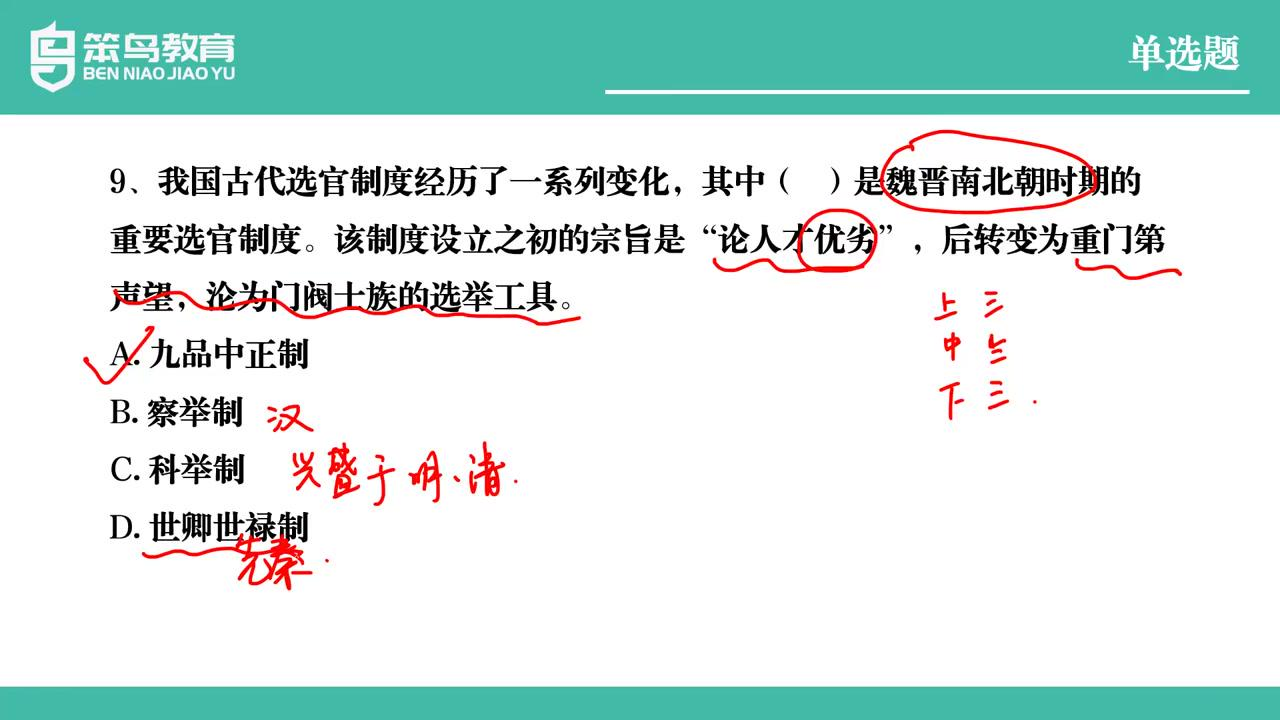 笨鸟教育
BEN NIAO JIAO YU
单选题
9、我国古代选官制度经历了一系列变化，其中（　）是魏晋南北朝时期的
重要选官制度。该制度设立之初的宗旨是“论人才优劣”，后转变为重门第
声望，沦为门阀士族的选举工具。
上 三
中 三
下 三.
A. 九品中正制
B. 察举制 汉
C. 科举制 兴盛于明、清.
D. 世卿世禄制
先秦.